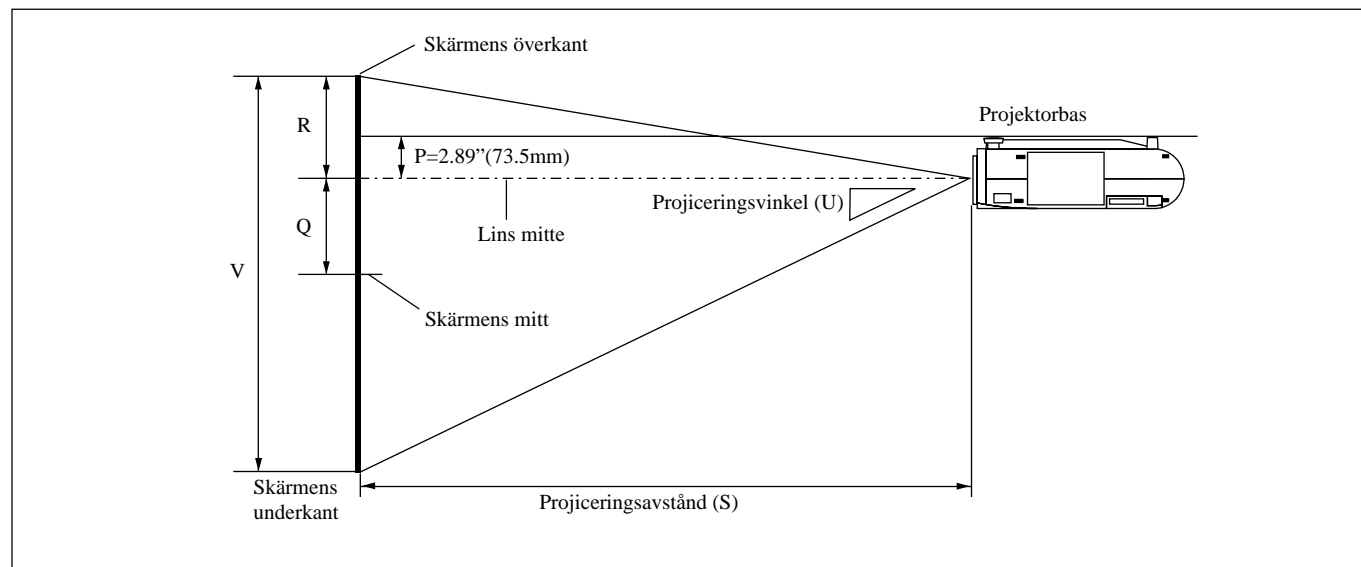 Skärmens överkant
Projektorbas
R
P=2.89”(73.5mm)
Projiceringsvinkel (U)
Lins mitte
Q
V
Skärmens mitt
Skärmens
underkant
Projiceringsavstånd (S)